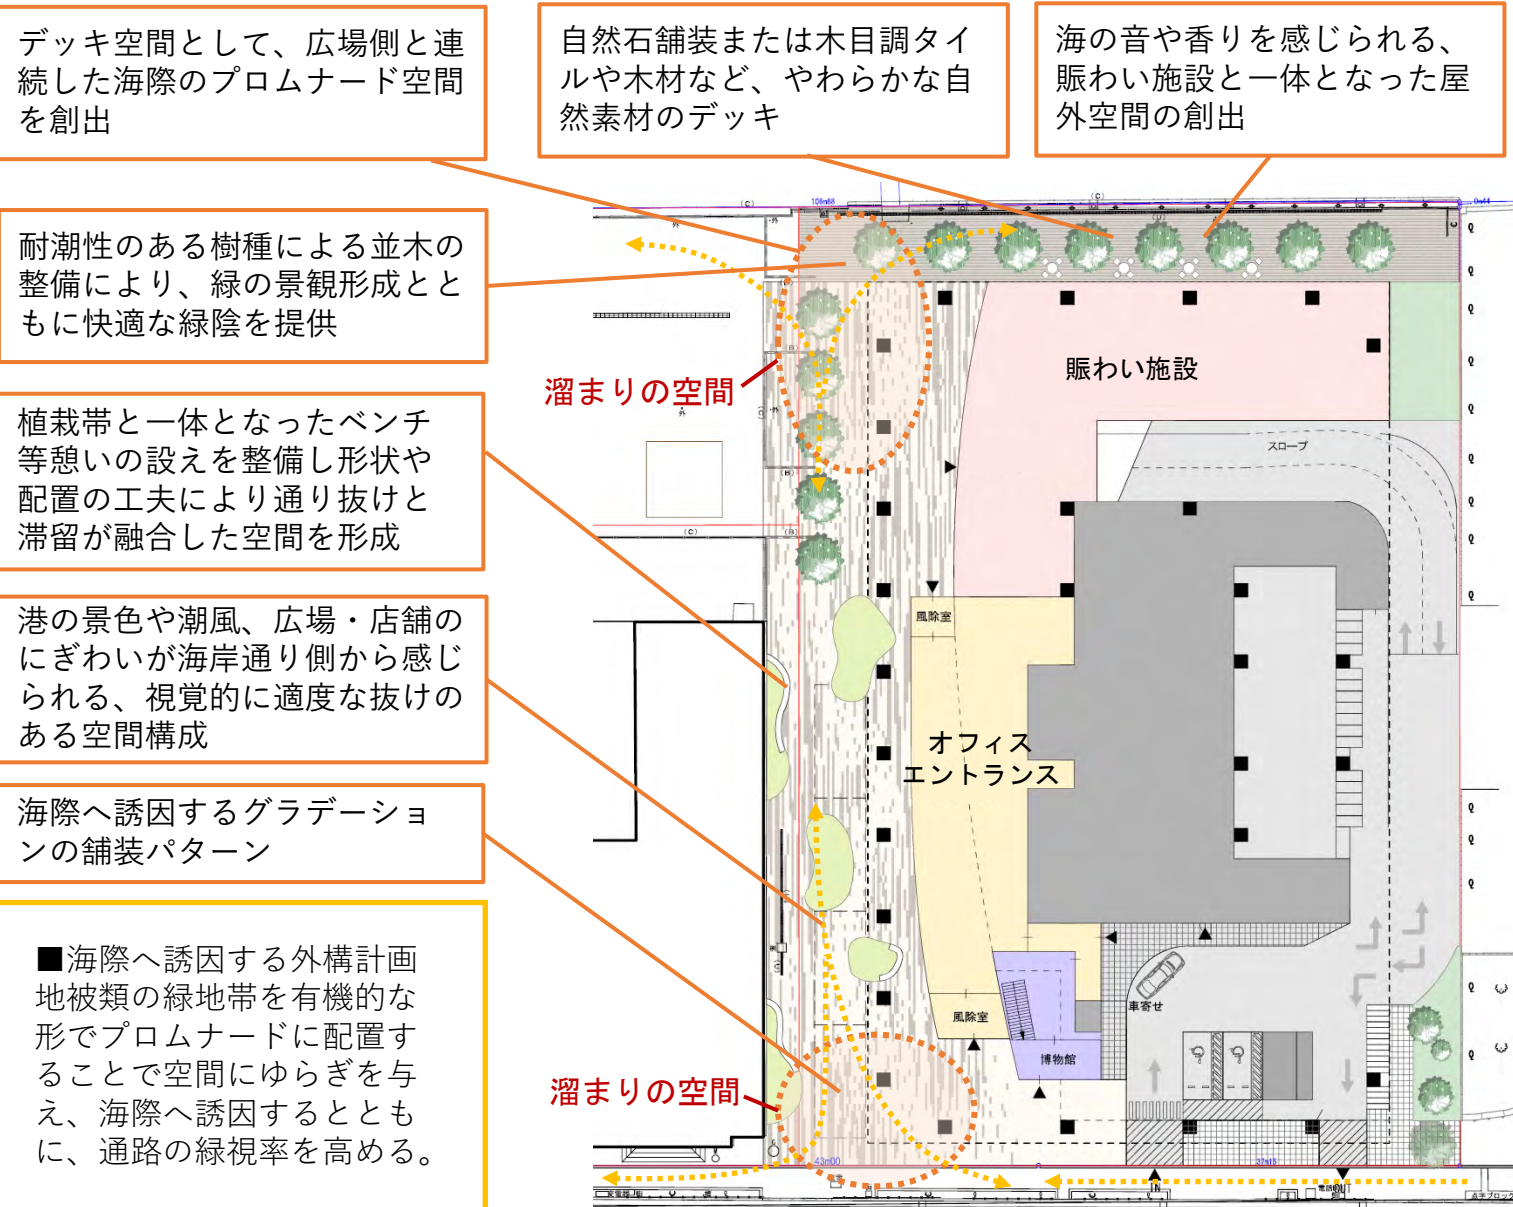 デッキ空間として、広場側と連
続した海際のプロムナード空間
を創出
自然石舗装または木目調タイ
ルや木材など、やわらかな自
然素材のデッキ
海の音や香りを感じられる、
賑わい施設と一体となった屋
外空間の創出
耐潮性のある樹種による並木の
整備により、緑の景観形成とと
もに快適な緑陰を提供
植栽帯と一体となったベンチ
等憩いの設えを整備し形状や
配置の工夫により通り抜けと
滞留が融合した空間を形成
港の景色や潮風、広場・店舗の
にぎわいが海岸通り側から感じ
られる、視覚的に適度な抜けの
ある空間構成
海際へ誘因するグラデーショ
ンの舗装パターン
■海際へ誘因する外構計画
地被類の緑地帯を有機的な
形でプロムナードに配置す
ることで空間にゆらぎを与
え、海際へ誘因するととも
に、通路の緑視率を高める。
106m88
0m44
溜まりの空間
賑わい施設
スロープ
風除室
オフィス
エントランス
風除室
博物館
車寄せ
溜まりの空間
43m00
37m15
IN
OUT
点字ブロック